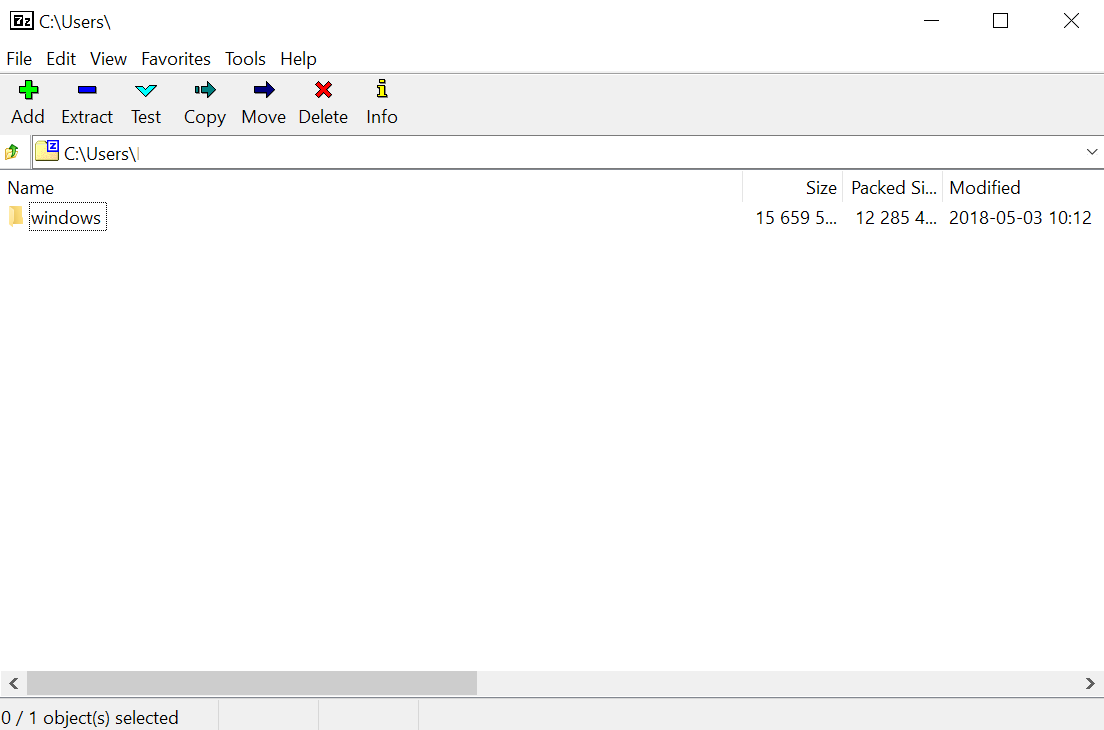 7z C:\Users\
File Edit View Favorites Tools Help
Add Extract Test Copy Move Delete Info
C:\Users\
Name Size Packed Si... Modified
windows 15 659 5... 12 285 4... 2018-05-03 10:12
0 / 1 object(s) selected